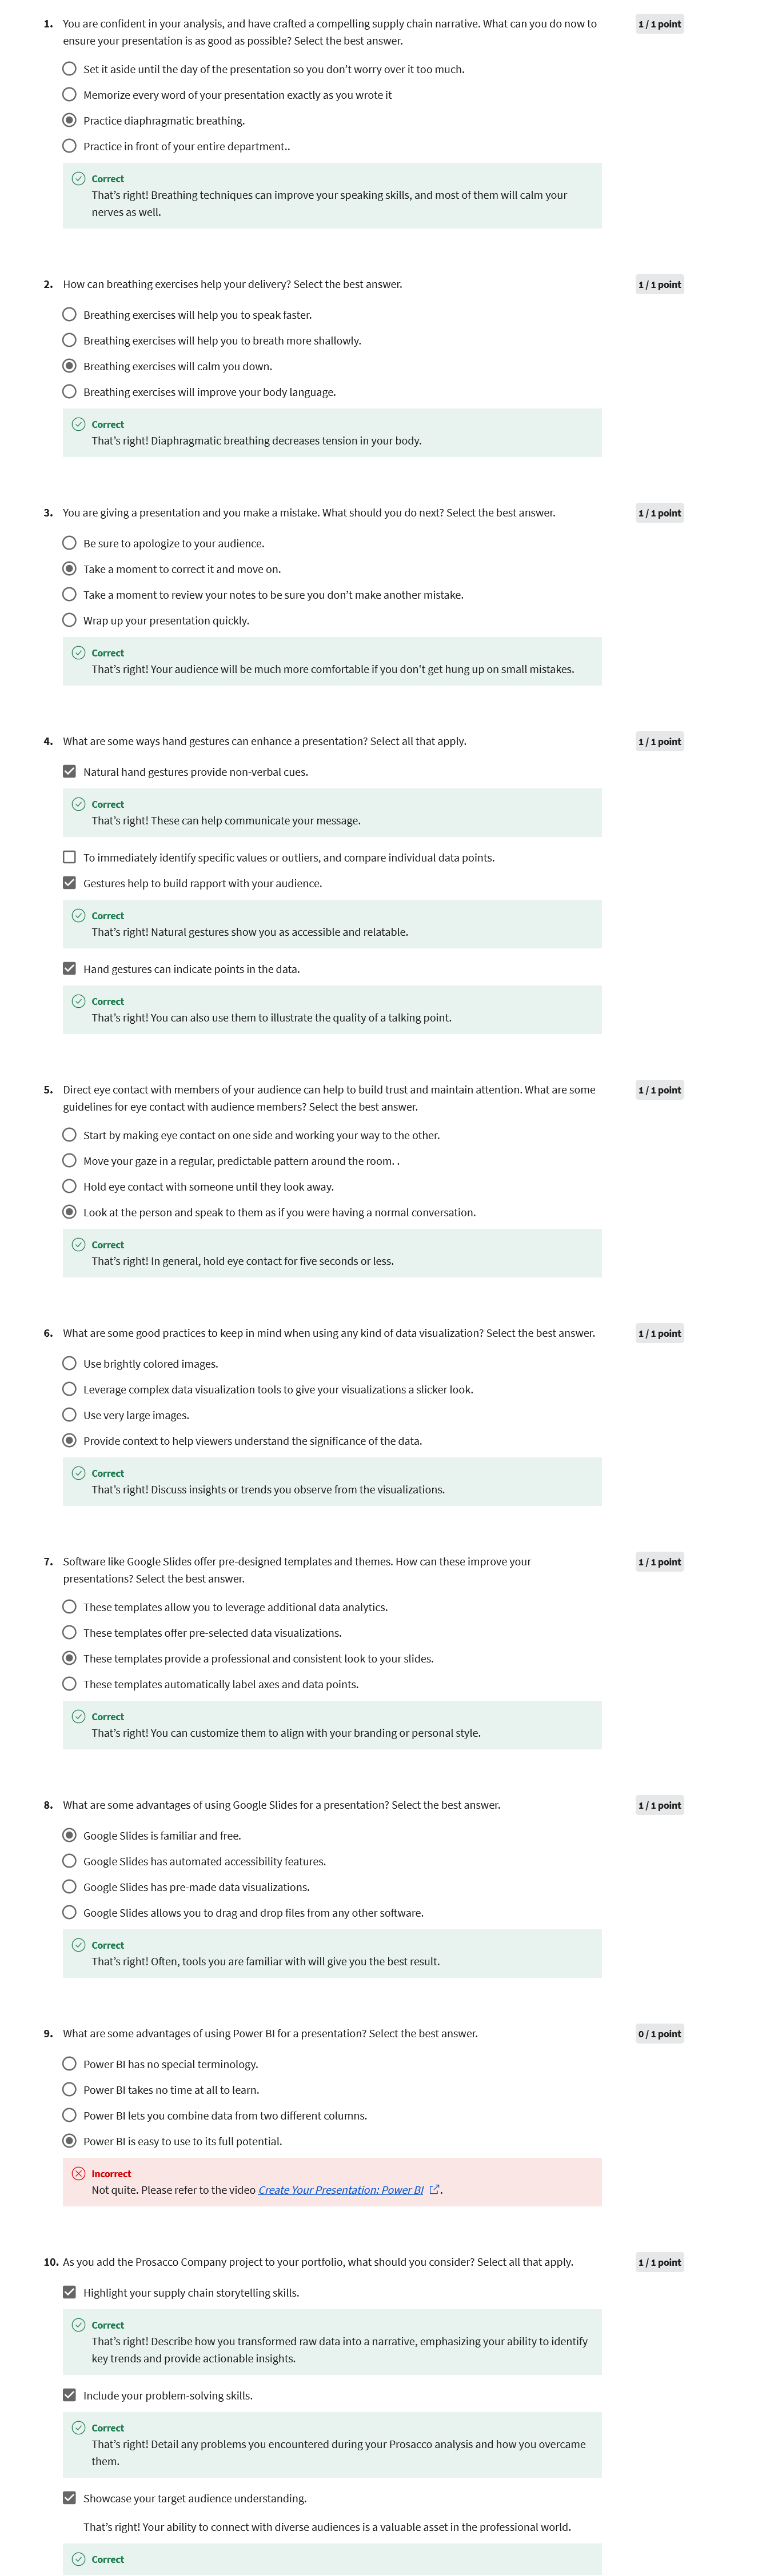 1. You are confident in your analysis, and have crafted a compelling supply chain narrative. What can you do now to
ensure your presentation is as good as possible? Select the best answer.
1 / 1 point
Set it aside until the day of the presentation so you don't worry over it too much.
Memorize every word of your presentation exactly as you wrote it
Practice diaphragmatic breathing.
Practice in front of your entire department..
Correct
That's right! Breathing techniques can improve your speaking skills, and most of them will calm your
nerves as well.
2. How can breathing exercises help your delivery? Select the best answer.
1 / 1 point
Breathing exercises will help you to speak faster.
Breathing exercises will help you to breath more shallowly.
Breathing exercises will calm you down.
Breathing exercises will improve your body language.
Correct
That's right! Diaphragmatic breathing decreases tension in your body.
3. You are giving a presentation and you make a mistake. What should you do next? Select the best answer.
1 / 1 point
Be sure to apologize to your audience.
Take a moment to correct it and move on.
Take a moment to review your notes to be sure you don't make another mistake.
Wrap up your presentation quickly.
Correct
That's right! Your audience will be much more comfortable if you don't get hung up on small mistakes.
4. What are some ways hand gestures can enhance a presentation? Select all that apply.
1 / 1 point
Natural hand gestures provide non-verbal cues.
Correct
That's right! These can help communicate your message.
To immediately identify specific values or outliers, and compare individual data points.
Gestures help to build rapport with your audience.
Correct
That's right! Natural gestures show you as accessible and relatable.
Hand gestures can indicate points in the data.
Correct
That's right! You can also use them to illustrate the quality of a talking point.
5. Direct eye contact with members of your audience can help to build trust and maintain attention. What are some
guidelines for eye contact with audience members? Select the best answer.
1 / 1 point
Start by making eye contact on one side and working your way to the other.
Move your gaze in a regular, predictable pattern around the room. .
Hold eye contact with someone until they look away.
Look at the person and speak to them as if you were having a normal conversation.
Correct
That's right! In general, hold eye contact for five seconds or less.
6. What are some good practices to keep in mind when using any kind of data visualization? Select the best answer.
1 / 1 point
Use brightly colored images.
Leverage complex data visualization tools to give your visualizations a slicker look.
Use very large images.
Provide context to help viewers understand the significance of the data.
Correct
That's right! Discuss insights or trends you observe from the visualizations.
7. Software like Google Slides offer pre-designed templates and themes. How can these improve your
presentations? Select the best answer.
1 / 1 point
These templates allow you to leverage additional data analytics.
These templates offer pre-selected data visualizations.
These templates provide a professional and consistent look to your slides.
These templates automatically label axes and data points.
Correct
That's right! You can customize them to align with your branding or personal style.
8. What are some advantages of using Google Slides for a presentation? Select the best answer.
1 / 1 point
Google Slides is familiar and free.
Google Slides has automated accessibility features.
Google Slides has pre-made data visualizations.
Google Slides allows you to drag and drop files from any other software.
Correct
That's right! Often, tools you are familiar with will give you the best result.
9. What are some advantages of using Power BI for a presentation? Select the best answer.
0 / 1 point
Power BI has no special terminology.
Power BI takes no time at all to learn.
Power BI lets you combine data from two different columns.
Power BI is easy to use to its full potential.
Incorrect
Not quite. Please refer to the video Create Your Presentation: Power BI .
10. As you add the Prosacco Company project to your portfolio, what should you consider? Select all that apply.
1 / 1 point
Highlight your supply chain storytelling skills.
Correct
That's right! Describe how you transformed raw data into a narrative, emphasizing your ability to identify
key trends and provide actionable insights.
Include your problem-solving skills.
Correct
That's right! Detail any problems you encountered during your Prosacco analysis and how you overcame
them.
Showcase your target audience understanding.
That's right! Your ability to connect with diverse audiences is a valuable asset in the professional world.
Correct